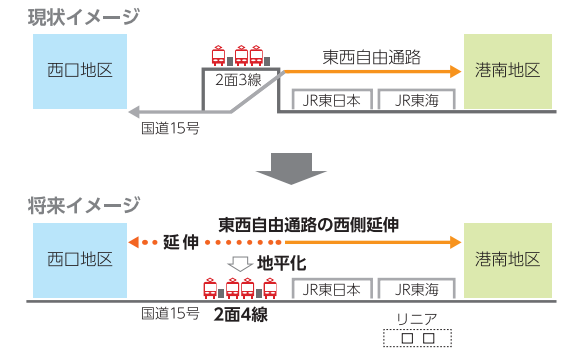 現状イメージ
西口地区
2面3線
東西自由通路
港南地区
JR東日本
JR東海
国道15号
将来イメージ
東西自由通路の西側延伸
延伸
西口地区
港南地区
地平化
JR東日本
JR東海
国道15号
2面4線
リニア